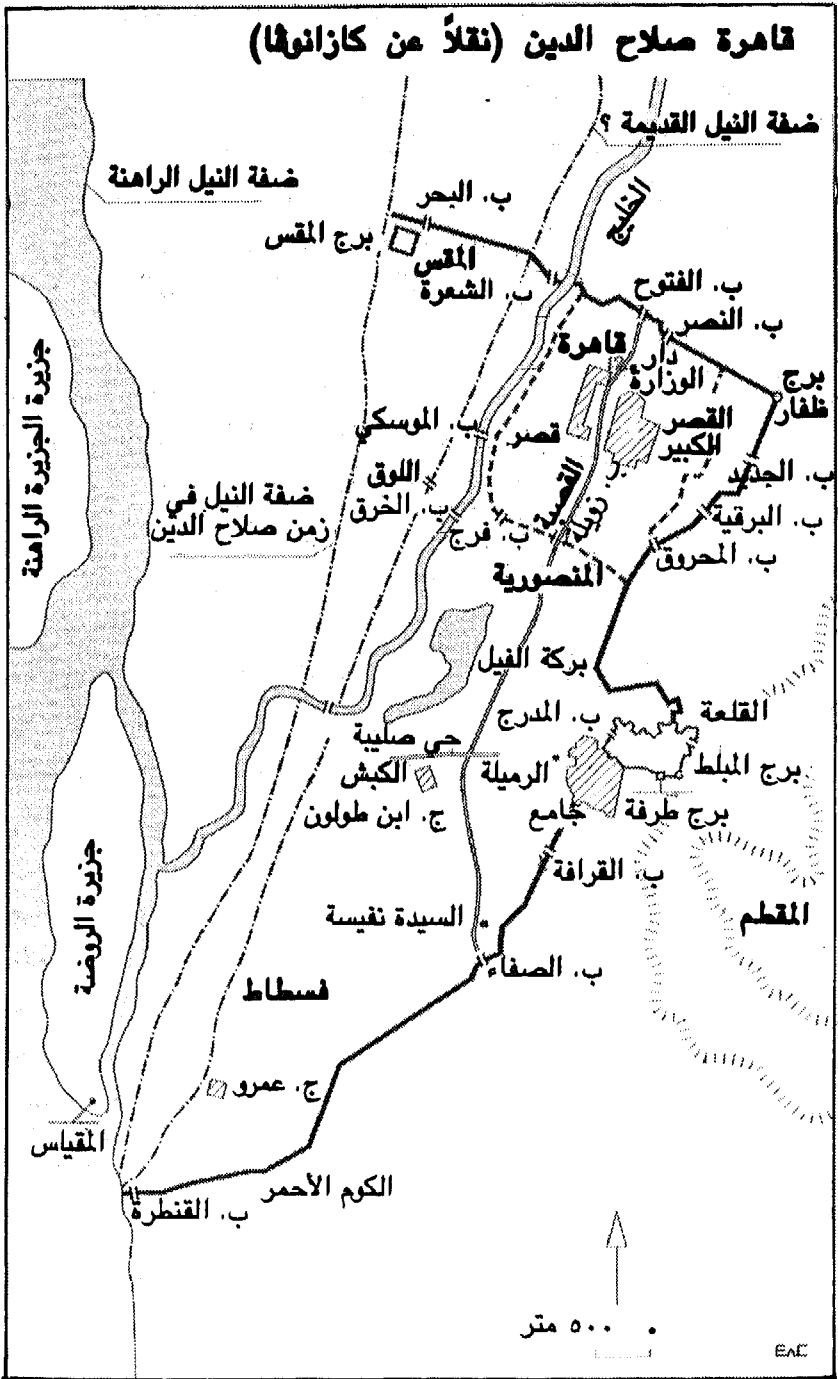 قاهرة صلاح الدين (نقلاً عن كازانوڤا)
ضفة النيل القديمة ؟
ضفة النيل الراهنة
الخليج
ب. البحر
برج المقس
المقس
ب. الشعرة
ب. الفتوح
ب. النصر
قاهرة
دار
الوزارة
برج
ظفار
القصر
الكبير
قصر
ب. الموسكي
جزيرة الجزيرة الراهنة
اللوق
ب. الخرق
ضفة النيل في
زمن صلاح الدين
القصبة
ب. زويلة
ب. الجديد
ب. البرقية
ب. فرج
ب. المحروق
المنصورية
بركة الفيل
القلعة
ب. المدرج
حي صليبة
الكبش
الرميلة
برج المبلط
ج. ابن طولون
جامع
برج طرفة
ب. القرافة
جزيرة الروضة
السيدة نفيسة
المقطم
ب. الصفاء
فسطاط
ج. عمرو
المقياس
الكوم الأحمر
ب. القنطرة
٥٠٠ متر